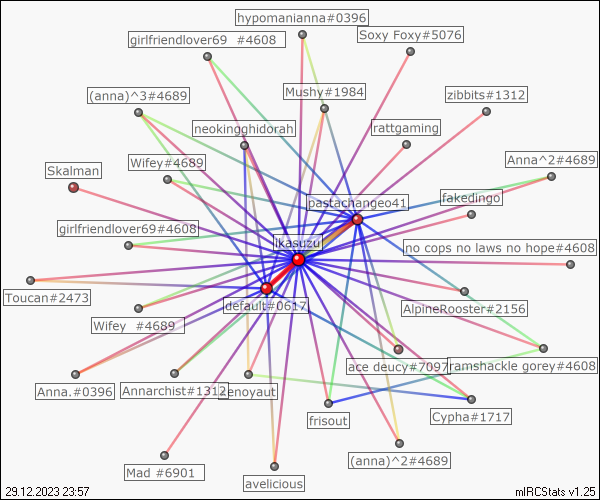 hypomanianna#0396
girlfriendlover69  #4608
Soxy Foxy#5076
(anna)^3#4689
Mushy#1984
zibbits#1312
neokingghidorah
rattgaming
Skalman
Wifey#4689
Anna^2#4689
pastachangeo41
fakedingo
girlfriendlover69#4608
ikasuzu
no cops no laws no hope#4608
Toucan#2473
default#0617
AlpineRooster#2156
Wifey  #4689
ace deucy#7097
ramshackle gorey#4608
Anna.#0396
Annarchist#1312
enoyaut
frisout
Cypha#1717
Mad #6901
(anna)^2#4689
avelicious
29.12.2023 23:57
mIRCStats v1.25